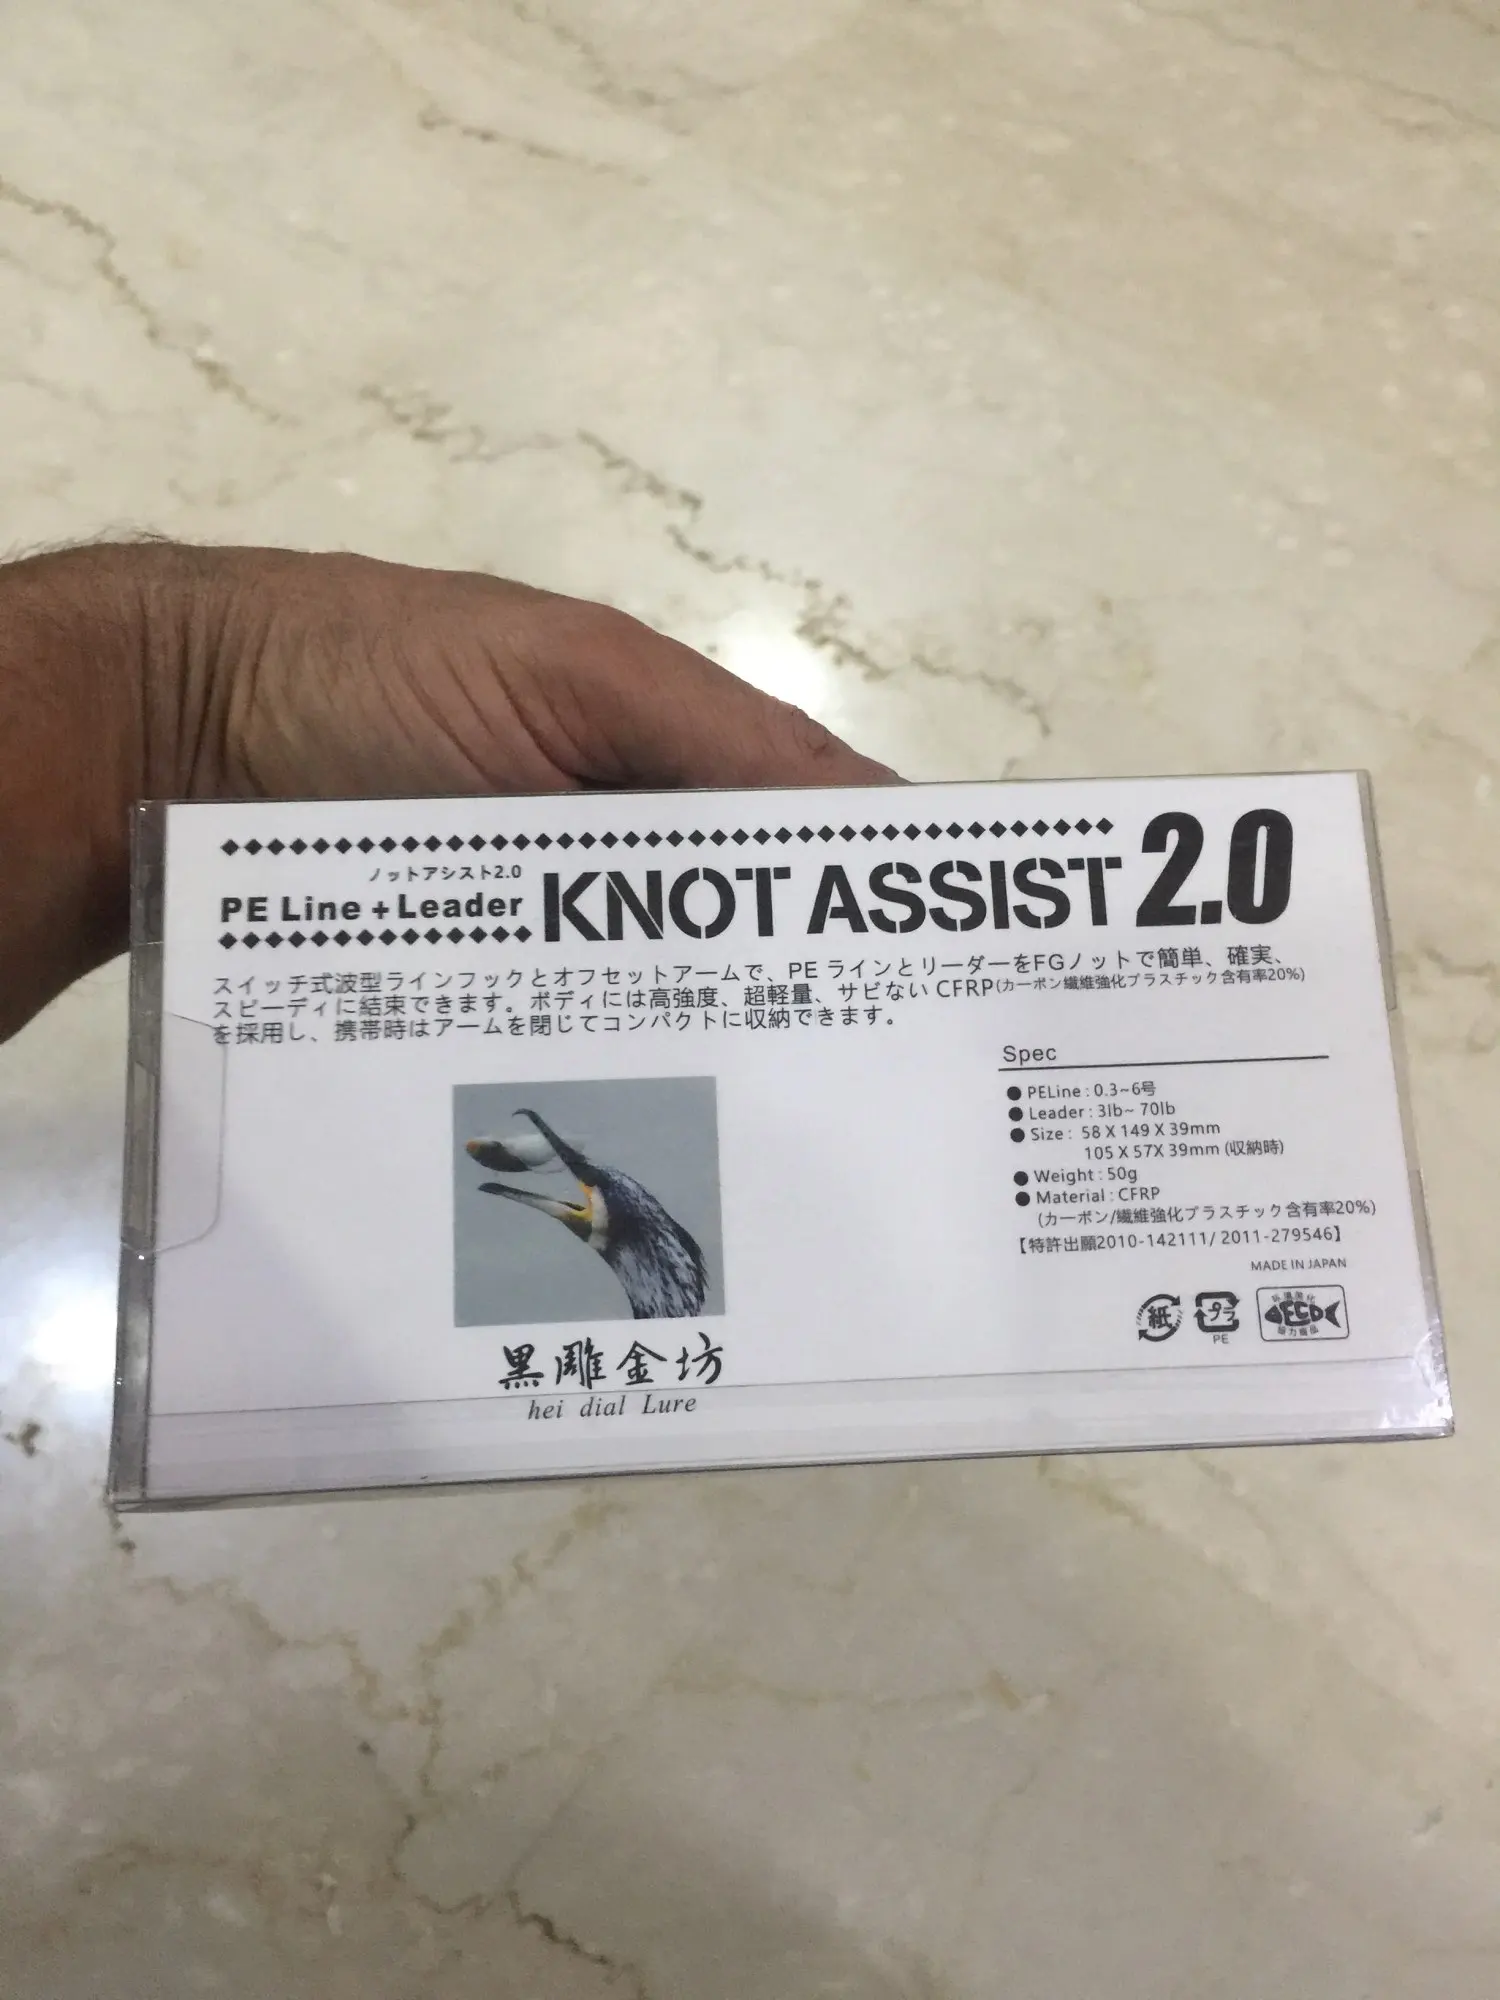 ノットアシスト2.0
PE Line + Leader KNOT ASSIST 2.0
スイッチ式波型ラインフックとオフセットアームで、PE ラインとリーダーをFGノットで簡単、確実、
スピーディに結束できます。ボディには高強度、超軽量、サビない CFRP(カーボン繊維強化プラスチック含有率20%)
を採用し、携帯時はアームを閉じてコンパクトに収納できます。
Spec
● PELine : 0.3~6号
● Leader : 3lb~ 70lb
● Size : 58 X 149 X 39mm
105 X 57X 39mm (収納時)
● Weight : 50g
● Material : CFRP
(カーボン/繊維強化プラスチック含有率20%)
【特許出願2010-142111/ 2011-279546】
MADE IN JAPAN
紙
プラ
PE
ECO
黒雕金坊
hei dial Lure